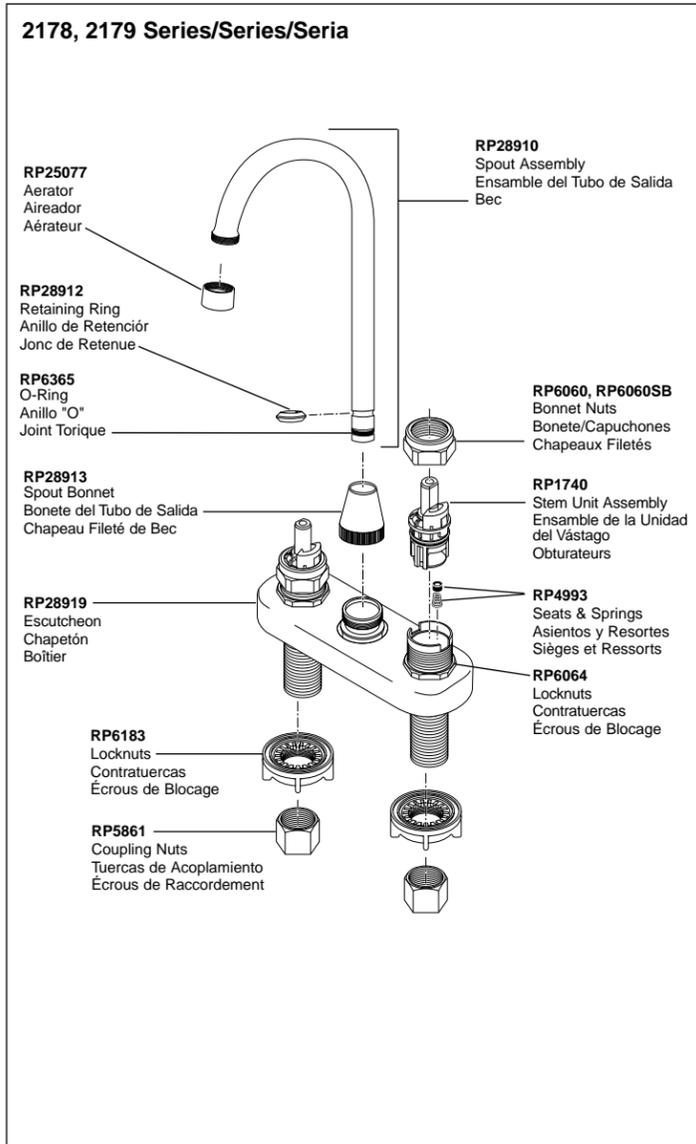 2178, 2179 Series/Series/Seria
RP25077
Aerator
Aireador
Aérateur
RP28912
Retaining Ring
Anillo de Retenciór
Jonc de Retenue
RP6365
O-Ring
Anillo "O"
Joint Torique
RP28913
Spout Bonnet
Bonete del Tubo de Salida
Chapeau Fileté de Bec
RP28919
Escutcheon
Chapetón
Boîtier
RP6183
Locknuts
Contratuercas
Écrous de Blocage
RP5861
Coupling Nuts
Tuercas de Acoplamiento
Écrous de Raccordement
RP28910
Spout Assembly
Ensamble del Tubo de Salida
Bec
RP6060, RP6060SB
Bonnet Nuts
Bonete/Capuchones
Chapeaux Filetés
RP1740
Stem Unit Assembly
Ensamble de la Unidad
del Vástago
Obturateurs
RP4993
Seats & Springs
Asientos y Resortes
Sièges et Ressorts
RP6064
Locknuts
Contratuercas
Écrous de Blocage